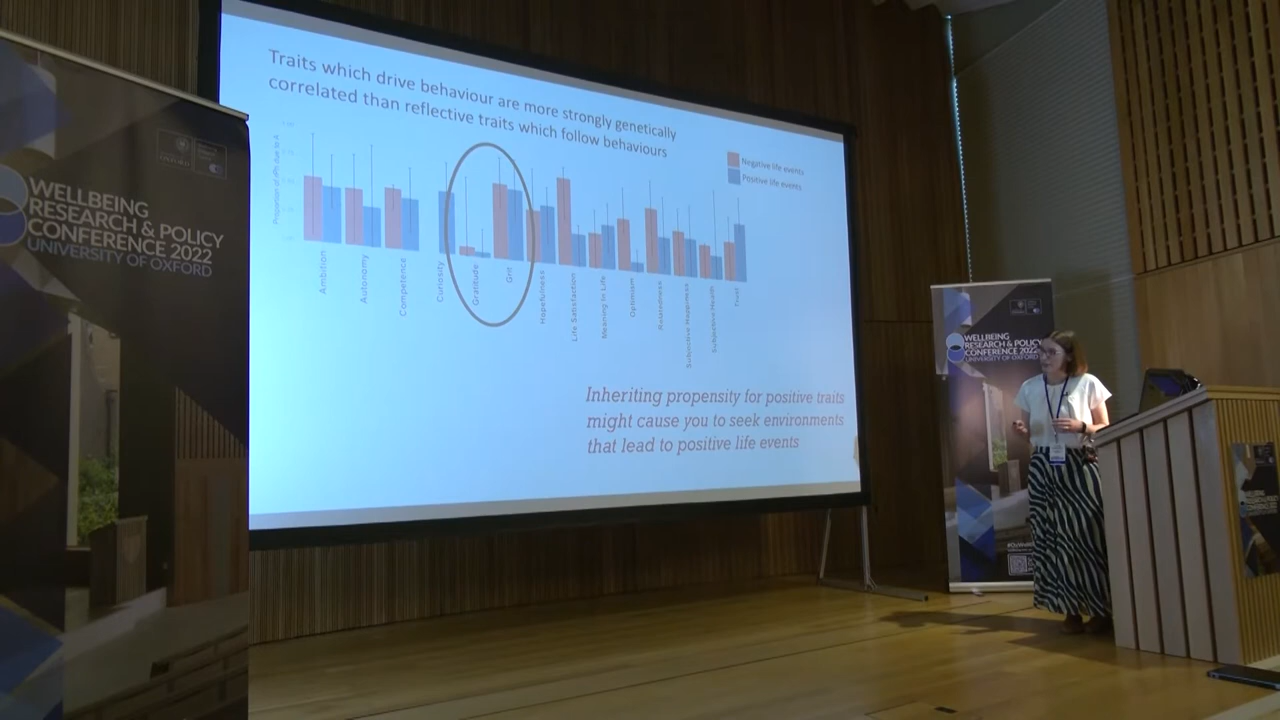 Traits which drive behaviour are more strongly genetically
correlated than reflective traits which follow behaviours
Negative life events
Positive life events
Ambition
Autonomy
Competence
Curiosity
Gratitude
Grit
Hopefulness
Life Satisfaction
Meaning in Life
Optimism
Relatedness
Subjective Happiness
Subjective Health
Trust
Inheriting propensity for positive traits
might cause you to seek environments
that lead to positive life events
OXFORD
WELLBEING
RESEARCH & POLICY
CONFERENCE 2022
UNIVERSITY OF OXFORD
WELLBEING
RESEARCH & POLICY
CONFERENCE 2022
UNIVERSITY OF OXFORD